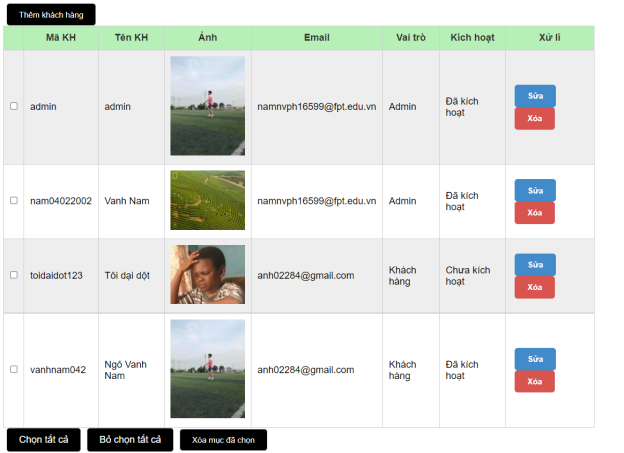 Thêm khách hàng
Mã KH Tên KH Ảnh Email Vai trò Kích hoạt Xử lí
admin admin namnvph16599@fpt.edu.vn Admin Đã kích
hoạt
Sửa
Xóa
nam04022002 Vanh Nam namnvph16599@fpt.edu.vn Admin Đã kích
hoạt
Sửa
Xóa
toidaidot123 Tôi dại dột anh02284@gmail.com Khách
hàng
Chưa kích
hoạt
Sửa
Xóa
vanhnam042 Ngô Vanh
Nam
anh02284@gmail.com Khách
hàng
Đã kích
hoạt
Sửa
Xóa
Chọn tất cả Bỏ chọn tất cả Xóa mục đã chọn